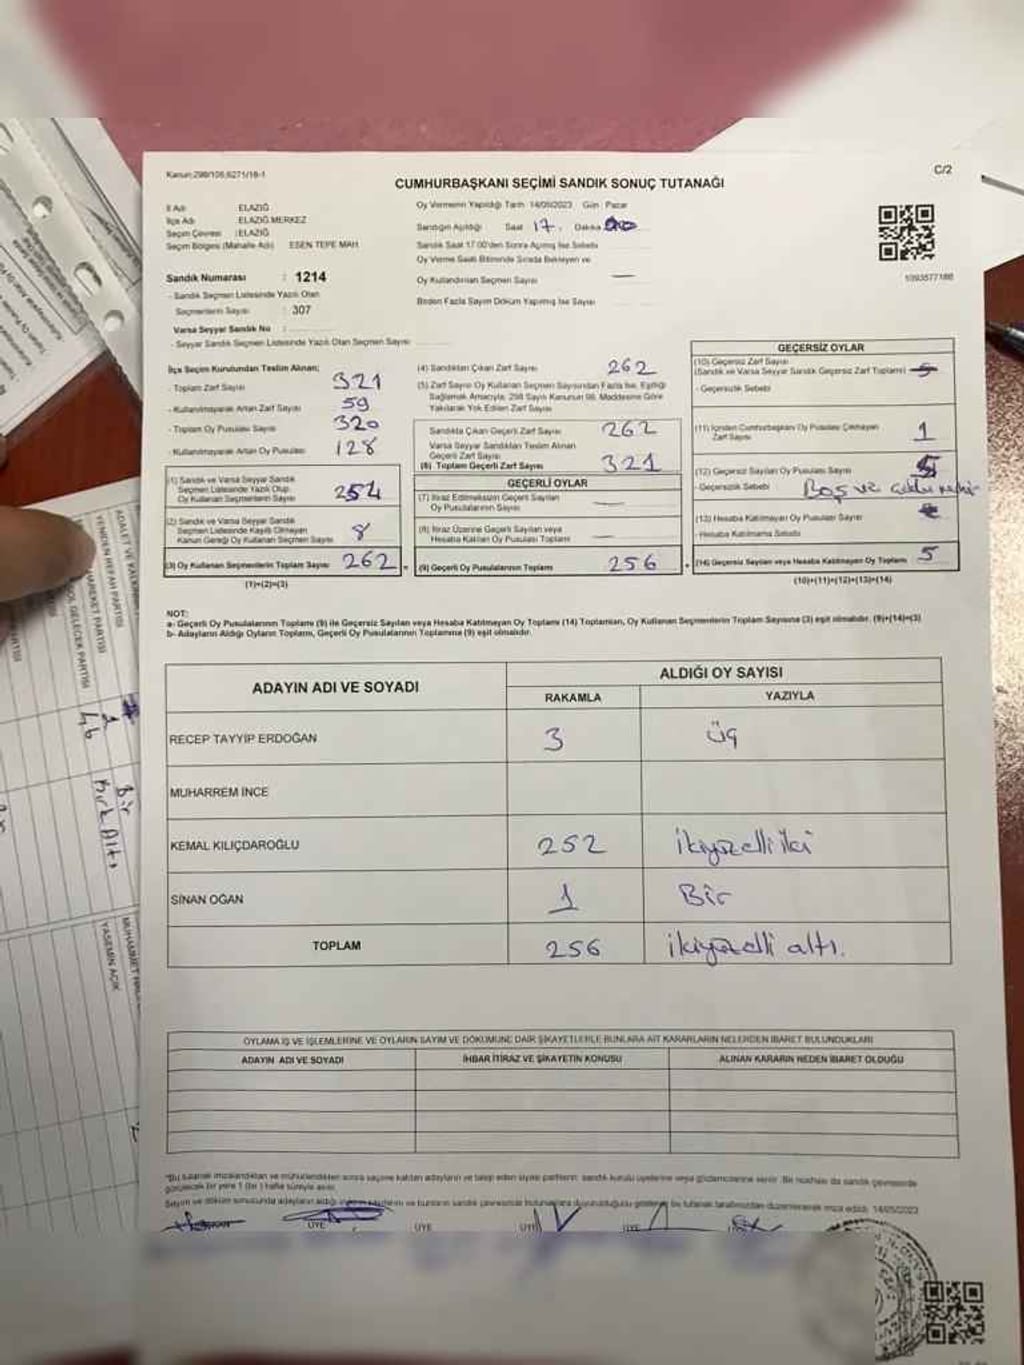 Kanun:298/105,6271/18-1
C/2
CUMHURBAŞKANI SEÇİMİ SANDIK SONUÇ TUTANAĞI
İl Adı ELAZIĞ
İlçe Adı ELAZIĞ MERKEZ
Seçim Çevresi :ELAZIĞ
Seçim Bölgesi (Mahalle Adı) ESENTEPE MAH.
Sandık Numarası : 1214
- Sandık Seçmen Listesinde Yazılı Olan
Seçmenlerin Sayısı : 307
Varsa Seyyar Sandık No :
- Seyyar Sandık Seçmen Listesinde Yazılı Olan Seçmen Sayısı
Oy Vermenin Yapıldığı Tarih 14/05/2023 Gün : Pazar
Sandığın Açıldığı Saat 17. Dakika
Sandık Saat 17:00'den Sonra Açılmış İse Sebebi
Oy Verme Saati Bitiminde Sırada Bekleyen ve
Oy Kullandırılan Seçmen Sayısı —
Birden Fazla Sayım Döküm Yapılmış İse Sayısı
1093577188
İlçe Seçim Kurulundan Teslim Alınan;
- Toplam Zarf Sayısı 321
- Kullanılmayarak Artan Zarf Sayısı 59
- Toplam Oy Pusulası Sayısı 320
- Kullanılmayarak Artan Oy Pusulası 128
(1) Sandık ve Varsa Seyyar Sandık
Seçmen Listesinde Yazılı Olup
Oy Kullanan Seçmenlerin Sayısı 254
(2) Sandık ve Varsa Seyyar Sandık
Seçmen Listesinde Kayıtlı Olmayan
Kanun Gereği Oy Kullanan Seçmen Sayısı 8
(3) Oy Kullanan Seçmenlerin Toplam Sayısı 262 =
(1)+(2)=(3)
(4) Sandıktan Çıkan Zarf Sayısı 262
(5) Zarf Sayısı Oy Kullanan Seçmen Sayısından Fazla İse, Eşitliği
Sağlamak Amacıyla, 298 Sayılı Kanunun 98. Maddesine Göre
Yakılarak Yok Edilen Zarf Sayısı
Sandıkta Çıkan Geçerli Zarf Sayısı 262
Varsa Seyyar Sandıktan Teslim Alınan
Geçerli Zarf Sayısı
(6) Toplam Geçerli Zarf Sayısı 321
GEÇERLİ OYLAR
(7) İtiraz Edilmeksizin Geçerli Sayılan
Oy Pusulası Sayısı —
(8) İtiraz Üzerine Geçerli Sayılan veya
Hesaba Katılan Oy Pusulası Toplamı —
(9) Geçerli Oy Pusulalarının Toplamı 256 +
GEÇERSİZ OYLAR
(10) Geçersiz Zarf Sayısı
(Sandık ve Varsa Seyyar Sandık Geçersiz Zarf Toplamı)
- Geçersizlik Sebebi
(11) İçinden Cumhurbaşkanı Oy Pusulası Çıkmayan
Zarf Sayısı 1
(12) Geçersiz Sayılan Oy Pusulası Sayısı 5
- Geçersizlik Sebebi Boş ve
(13) Hesaba Katılmayan Oy Pusulası Sayısı
- Hesaba Katılmama Sebebi
(14) Geçersiz Sayılan veya Hesaba Katılmayan Oy Toplamı 5
(10)+(11)+(12)+(13)=(14)
NOT:
a- Geçerli Oy Pusulalarının Toplamı (9) ile Geçersiz Sayılan veya Hesaba Katılmayan Oy Toplamı (14) Toplamları, Oy Kullanan Seçmenlerin Toplam Sayısına (3) eşit olmalıdır. (9)+(14)=(3)
b- Adayların Aldığı Oyların Toplamı, Geçerli Oy Pusulalarının Toplamına (9) eşit olmalıdır.
ADAYIN ADI VE SOYADI
ALDIĞI OY SAYISI
RAKAMLA YAZIYLA
RECEP TAYYİP ERDOĞAN 3 üç
MUHARREM İNCE
KEMAL KILIÇDAROĞLU 252 ikiyüzelliiki
SİNAN OĞAN 1 Bir
TOPLAM 256 ikiyüzelli altı.
OYLAMA İŞ VE İŞLEMLERİNE VE OYLARIN SAYIM VE DÖKÜMÜNE DAİR ŞİKAYETLERLE BUNLARA AİT KARARLARIN NELERDEN İBARET BULUNDUKLARI
ADAYIN ADI VE SOYADI İHBAR İTİRAZ VE ŞİKAYETİN KONUSU ALINAN KARARIN NEDEN İBARET OLDUĞU
*Bu tutanak imzalandıktan ve mühürlendikten sonra seçime katılan adayların ve talep eden siyasi partilerin sandık kurulu üyelerine veya gözlemcilerine verilir. Bir nüshası da sandık çevresinde
görülecek bir yere 1 (bir) hafta süreyle asılır.
Sayım ve döküm sonucunda adayların aldığı
bu tutanak tarafımızdan düzenlenerek imza edildi. 14/05/2023
ÜYE ÜYE ÜYE ÜYE
ADALET VE KALKINMA
YENİDEN REFAH PARTİSİ
HAREKET PARTİSİ
SOL GELECEK PARTİSİ
1 Bir
46 Kırk Altı
YASEMİN AÇIK